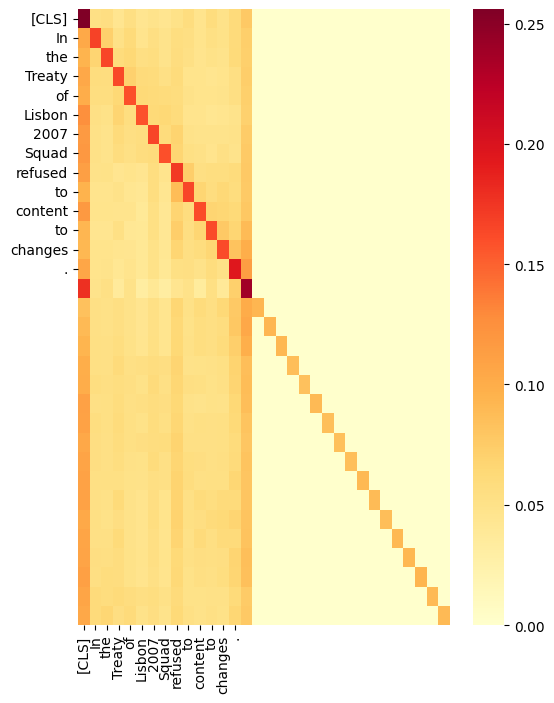 [CLS]
In
the
Treaty
of
Lisbon
2007
Squad
refused
to
content
to
changes
.
0.25
0.20
0.15
0.10
0.05
0.00
[CLS]
In
the
Treaty
of
Lisbon
2007
Squad
refused
to
content
to
changes
.